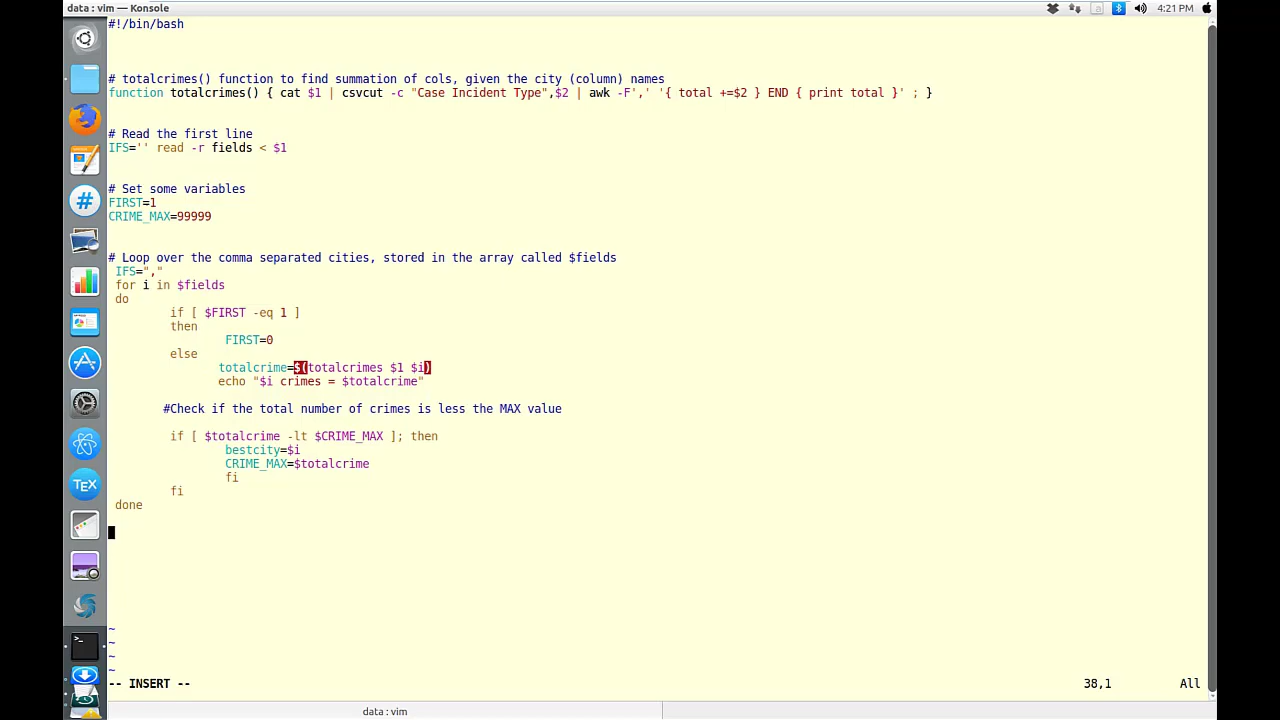 data : vim — Konsole
4:21 PM
#!/bin/bash
# totalcrimes() function to find summation of cols, given the city (column) names
function totalcrimes() { cat $1 | csvcut -c "Case Incident Type",$2 | awk -F',' '{ total +=$2 } END { print total }' ; }
# Read the first line
IFS='' read -r fields < $1
# Set some variables
FIRST=1
CRIME_MAX=99999
# Loop over the comma separated cities, stored in the array called $fields
IFS=","
for i in $fields
do
if [ $FIRST -eq 1 ]
then
FIRST=0
else
totalcrime=$(totalcrimes $1 $i)
echo "$i crimes = $totalcrime"
#Check if the total number of crimes is less the MAX value
if [ $totalcrime -lt $CRIME_MAX ]; then
bestcity=$i
CRIME_MAX=$totalcrime
fi
fi
done
~
~
~
~
-- INSERT --
38,1
All
TEX
data : vim